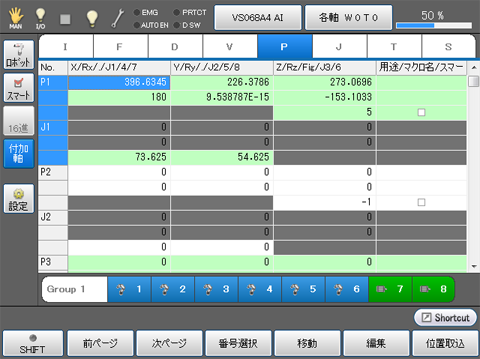 MAN I/O EMG PRTCT AUTO EN D SW VS068A4 AI 各軸 W0T0 50 %
I F D V P J T S
ロボット
スマート
16進
付加軸
設定
No. X/Rx/./J1/4/7 Y/Ry/./J2/5/8 Z/Rz/Fig/J3/6 用途/マクロ名/スマー
P1 396.6345 226.3786 273.0696
180 9.538787E-15 -153.1033
5
J1 0 0 0
0 0 0
73.625 54.625
P2 0 0 0
0 0 0
-1
J2 0 0 0
0 0 0
0 0
P3 0 0 0
Group 1 1 2 3 4 5 6 7 8
Shortcut
SHIFT 前ページ 次ページ 番号選択 移動 編集 位置取込